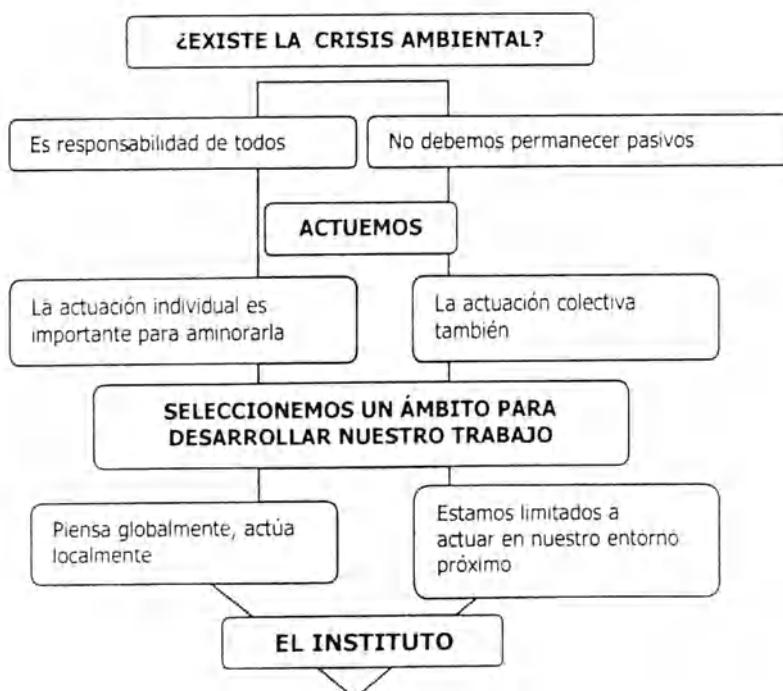 ¿EXISTE LA CRISIS AMBIENTAL?
Es responsabilidad de todos
No debemos permanecer pasivos
ACTUEMOS
La actuación individual es
importante para aminorarla
La actuación colectiva
también
SELECCIONEMOS UN ÁMBITO PARA
DESARROLLAR NUESTRO TRABAJO
Piensa globalmente, actúa
localmente
Estamos limitados a
actuar en nuestro entorno
próximo
EL INSTITUTO